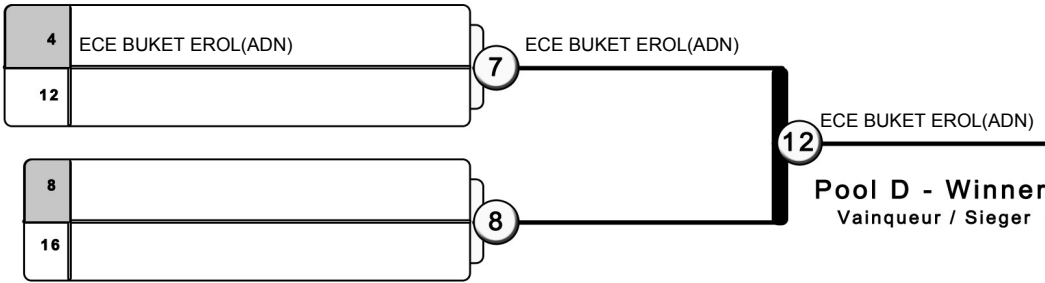 4 ECE BUKET EROL(ADN)
7 ECE BUKET EROL(ADN)
12
12 ECE BUKET EROL(ADN)
Pool D - Winner
Vainqueur / Sieger
8
8
16